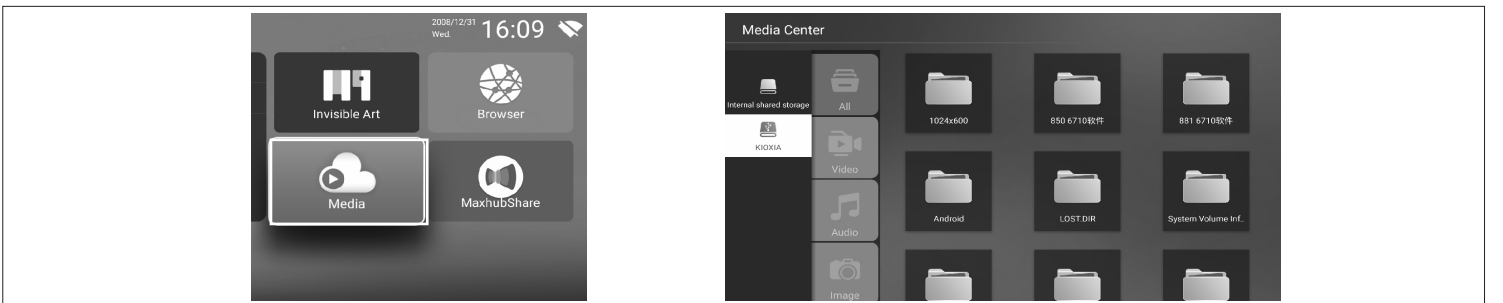 2008/12/31
Wed.
16:09
Invisible Art
Browser
Media
MaxhubShare
Media Center
Internal shared storage
KIOXIA
All
Video
Audio
Image
1024x600
850 6710软件
881 6710软件
Android
LOST.DIR
System Volume Inf..